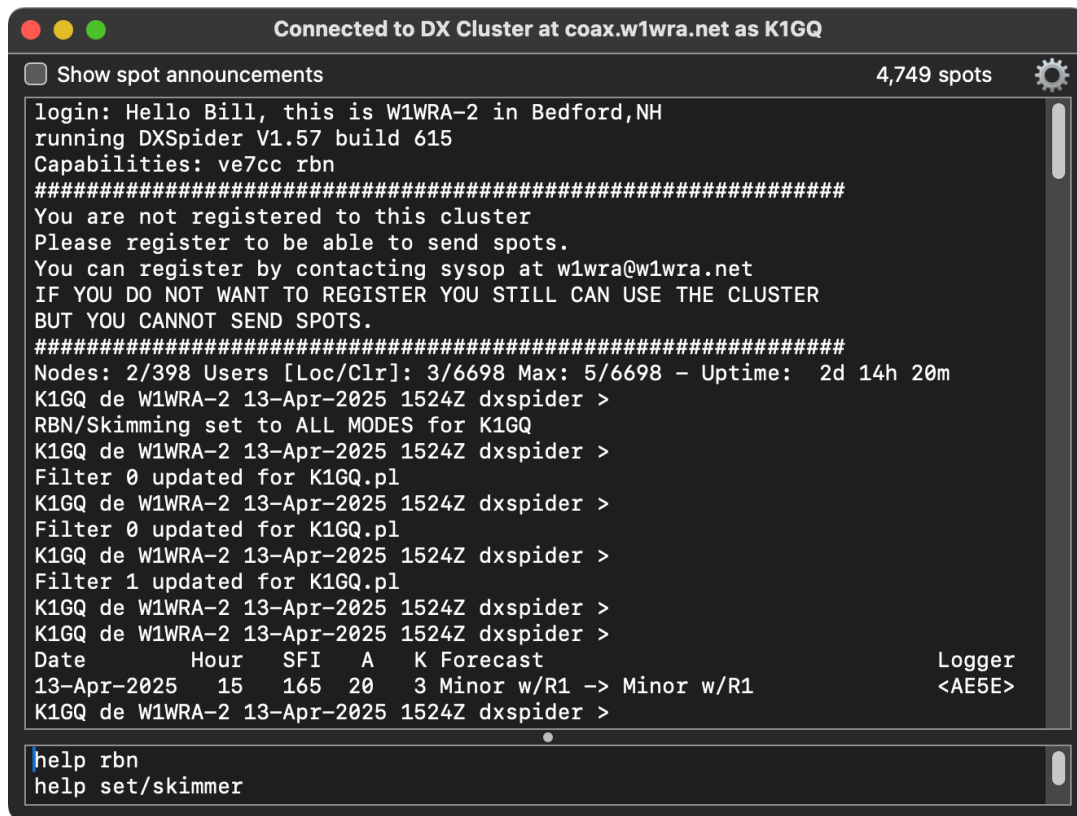 Connected to DX Cluster at coax.w1wra.net as K1GQ
Show spot announcements 4,749 spots
login: Hello Bill, this is W1WRA-2 in Bedford,NH
running DXSpider V1.57 build 615
Capabilities: ve7cc rbn
##############################################################
You are not registered to this cluster
Please register to be able to send spots.
You can register by contacting sysop at w1wra@w1wra.net
IF YOU DO NOT WANT TO REGISTER YOU STILL CAN USE THE CLUSTER
BUT YOU CANNOT SEND SPOTS.
##############################################################
Nodes: 2/398 Users [Loc/Clr]: 3/6698 Max: 5/6698 - Uptime:  2d 14h 20m
K1GQ de W1WRA-2 13-Apr-2025 1524Z dxspider >
RBN/Skimming set to ALL MODES for K1GQ
K1GQ de W1WRA-2 13-Apr-2025 1524Z dxspider >
Filter 0 updated for K1GQ.pl
K1GQ de W1WRA-2 13-Apr-2025 1524Z dxspider >
Filter 0 updated for K1GQ.pl
K1GQ de W1WRA-2 13-Apr-2025 1524Z dxspider >
Filter 1 updated for K1GQ.pl
K1GQ de W1WRA-2 13-Apr-2025 1524Z dxspider >
K1GQ de W1WRA-2 13-Apr-2025 1524Z dxspider >
Date        Hour   SFI   A   K Forecast                              Logger
13-Apr-2025   15   165  20   3 Minor w/R1 -> Minor w/R1              <AE5E>
K1GQ de W1WRA-2 13-Apr-2025 1524Z dxspider >
help rbn
help set/skimmer